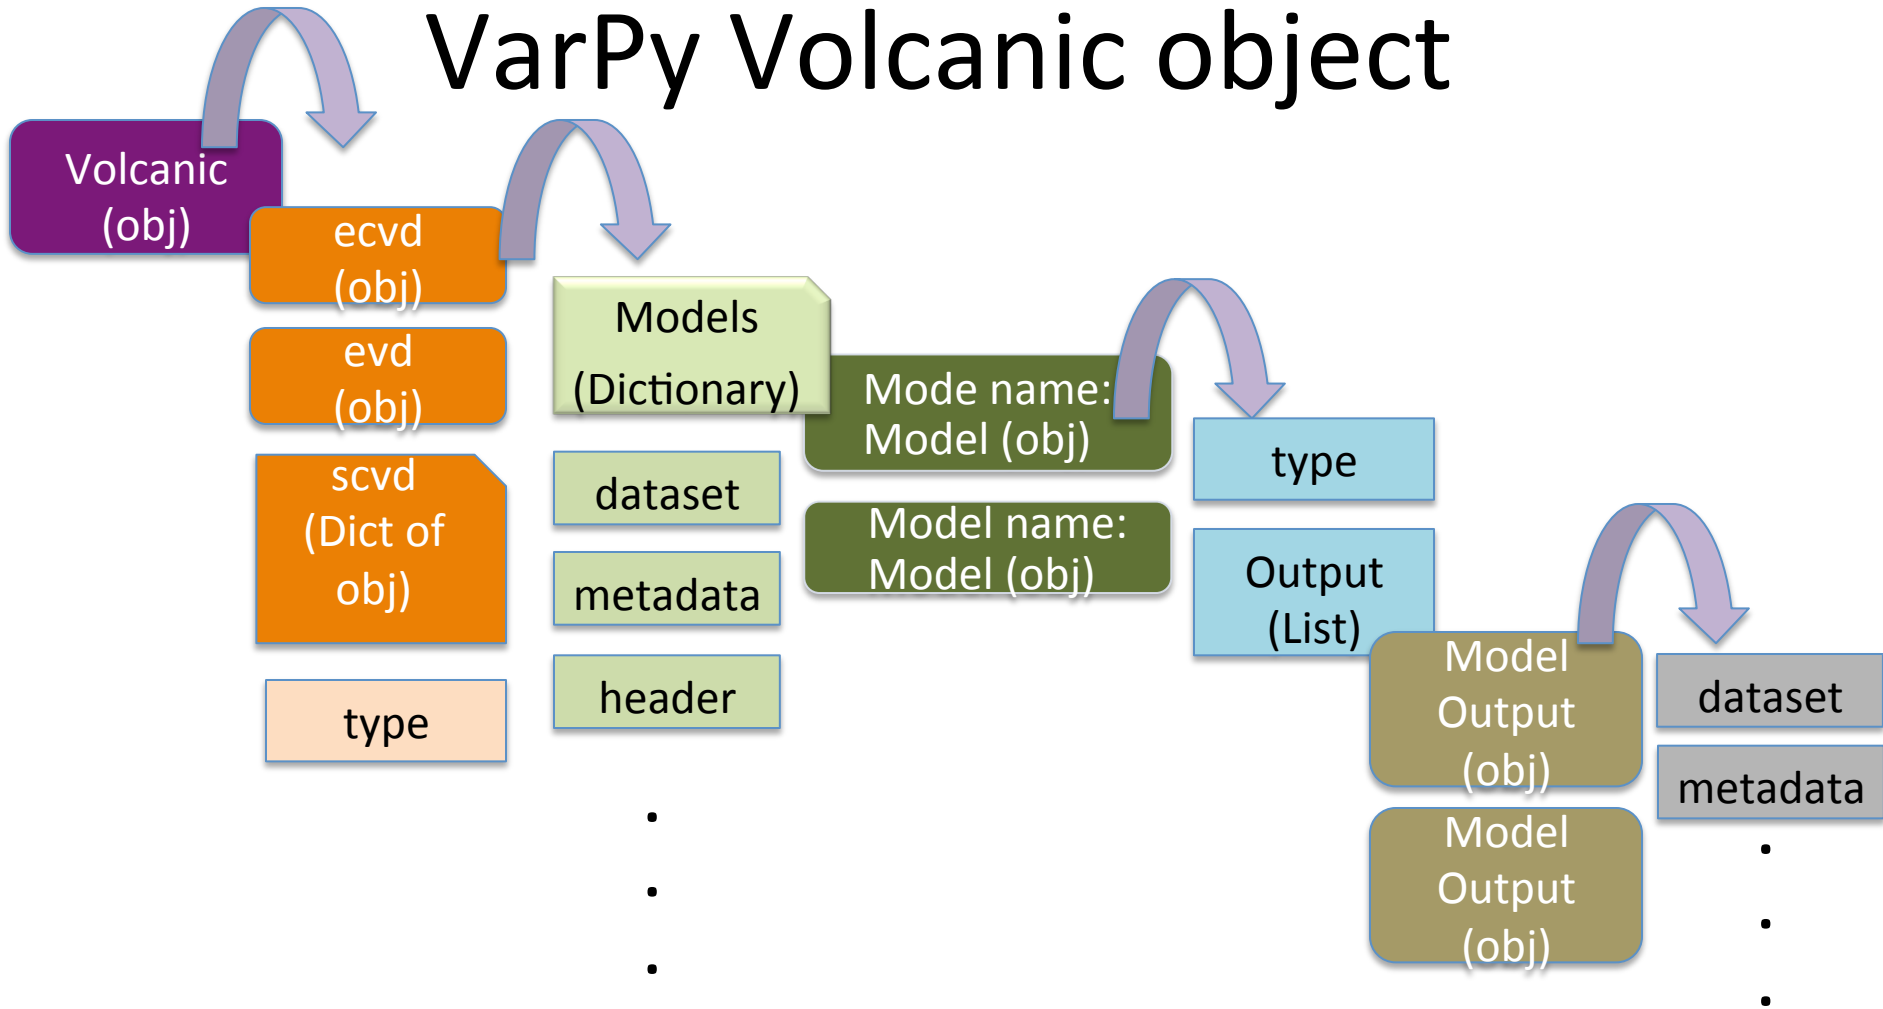 VarPy Volcanic object
Volcanic
(obj)
ecvd
(obj)
evd
(obj)
scvd
(Dict of
obj)
type
Models
(Dictionary)
dataset
metadata
header
.
.
.
Mode name:
Model (obj)
Model name:
Model (obj)
type
Output
(List)
Model
Output
(obj)
Model
Output
(obj)
dataset
metadata
.
.
.